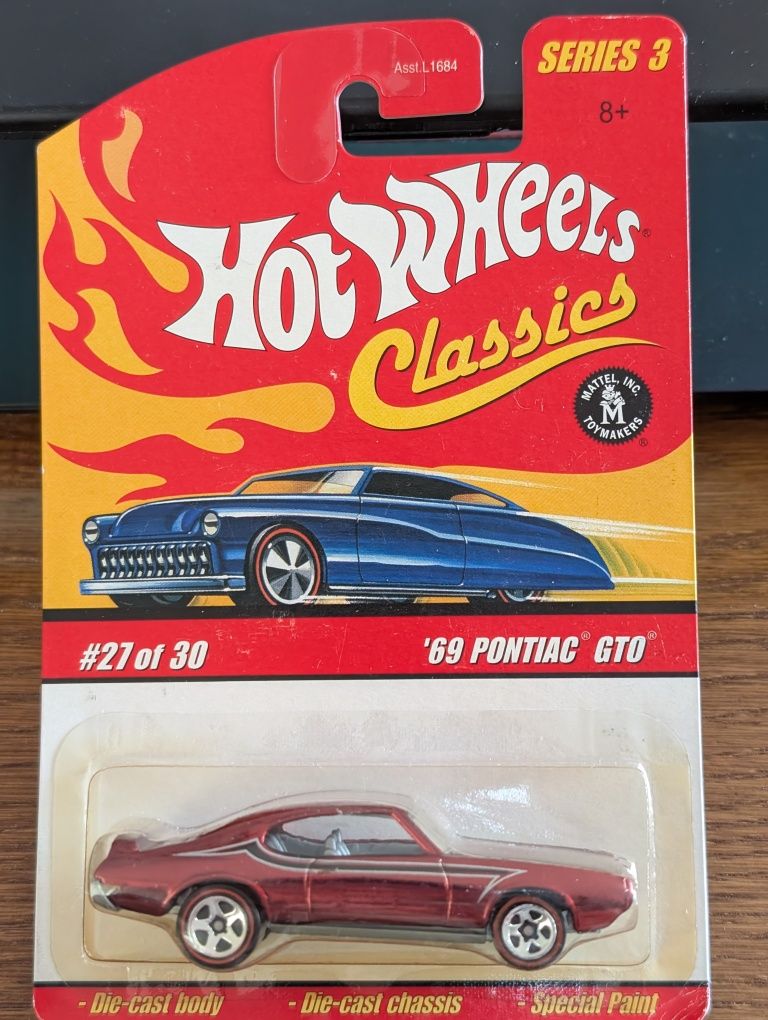 Asst.L1684
SERIES 3
8+
HOT WHEELS®
Classics
MATTEL, INC.
M
TOYMAKERS
®
#27 of 30
'69 PONTIAC® GTO®
- Die-cast body - Die-cast chassis - Special Paint